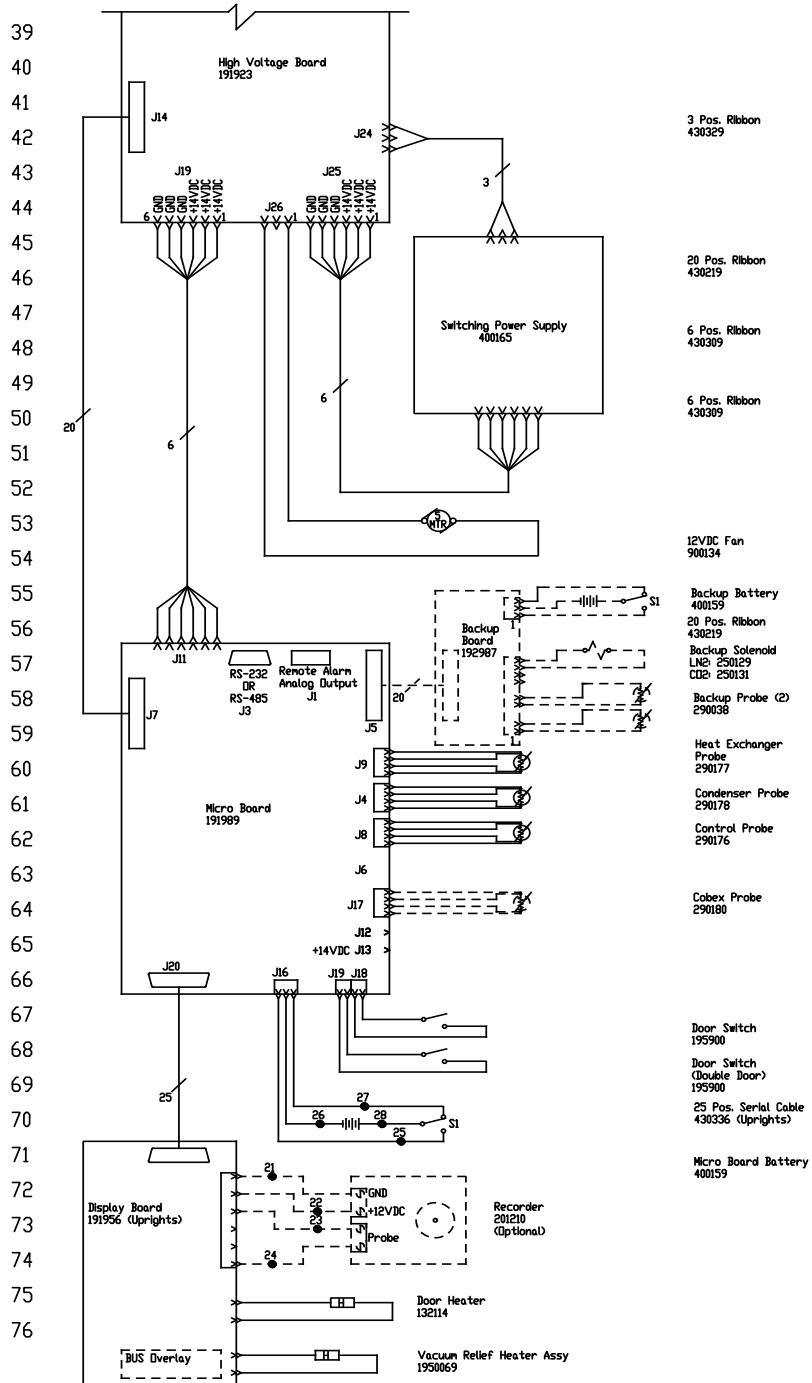 39
40
41
42
43
44
45
46
47
48
49
50
51
52
53
54
55
56
57
58
59
60
61
62
63
64
65
66
67
68
69
70
71
72
73
74
75
76
High Voltage Board
191923
J14
J24
J19
J25
GND
GND
GND
+14VDC
+14VDC
+14VDC
6
1
J26
1
GND
GND
GND
+14VDC
+14VDC
+14VDC
1
3
3 Pos. Ribbon
430329
20 Pos. Ribbon
430219
Switching Power Supply
400165
6 Pos. Ribbon
430309
6 Pos. Ribbon
430309
20
6
6
5
MTR
12VDC Fan
900134
Backup
Board
192987
1
1
S1
Backup Battery
400159
20 Pos. Ribbon
430219
Backup Solenoid
LN2: 250129
CO2: 250131
Backup Probe (2)
290038
J11
RS-232
OR
RS-485
J3
Remote Alarm
Analog Output
J1
J5
20
J7
Heat Exchanger
Probe
290177
J9
Condenser Probe
290178
J4
Micro Board
191989
Control Probe
290176
J8
J6
J17
Cobex Probe
290180
J12
+14VDC J13
J20
J16
J19
J18
Door Switch
195900
Door Switch
(Double Door)
195900
25
27
26
28
S1
25
25 Pos. Serial Cable
430336 (Uprights)
Micro Board Battery
400159
Display Board
191956 (Uprights)
21
22
23
24
GND
+12VDC
Probe
Recorder
201210
(Optional)
H
Door Heater
132114
BUS Overlay
H
Vacuum Relief Heater Assy
1950069